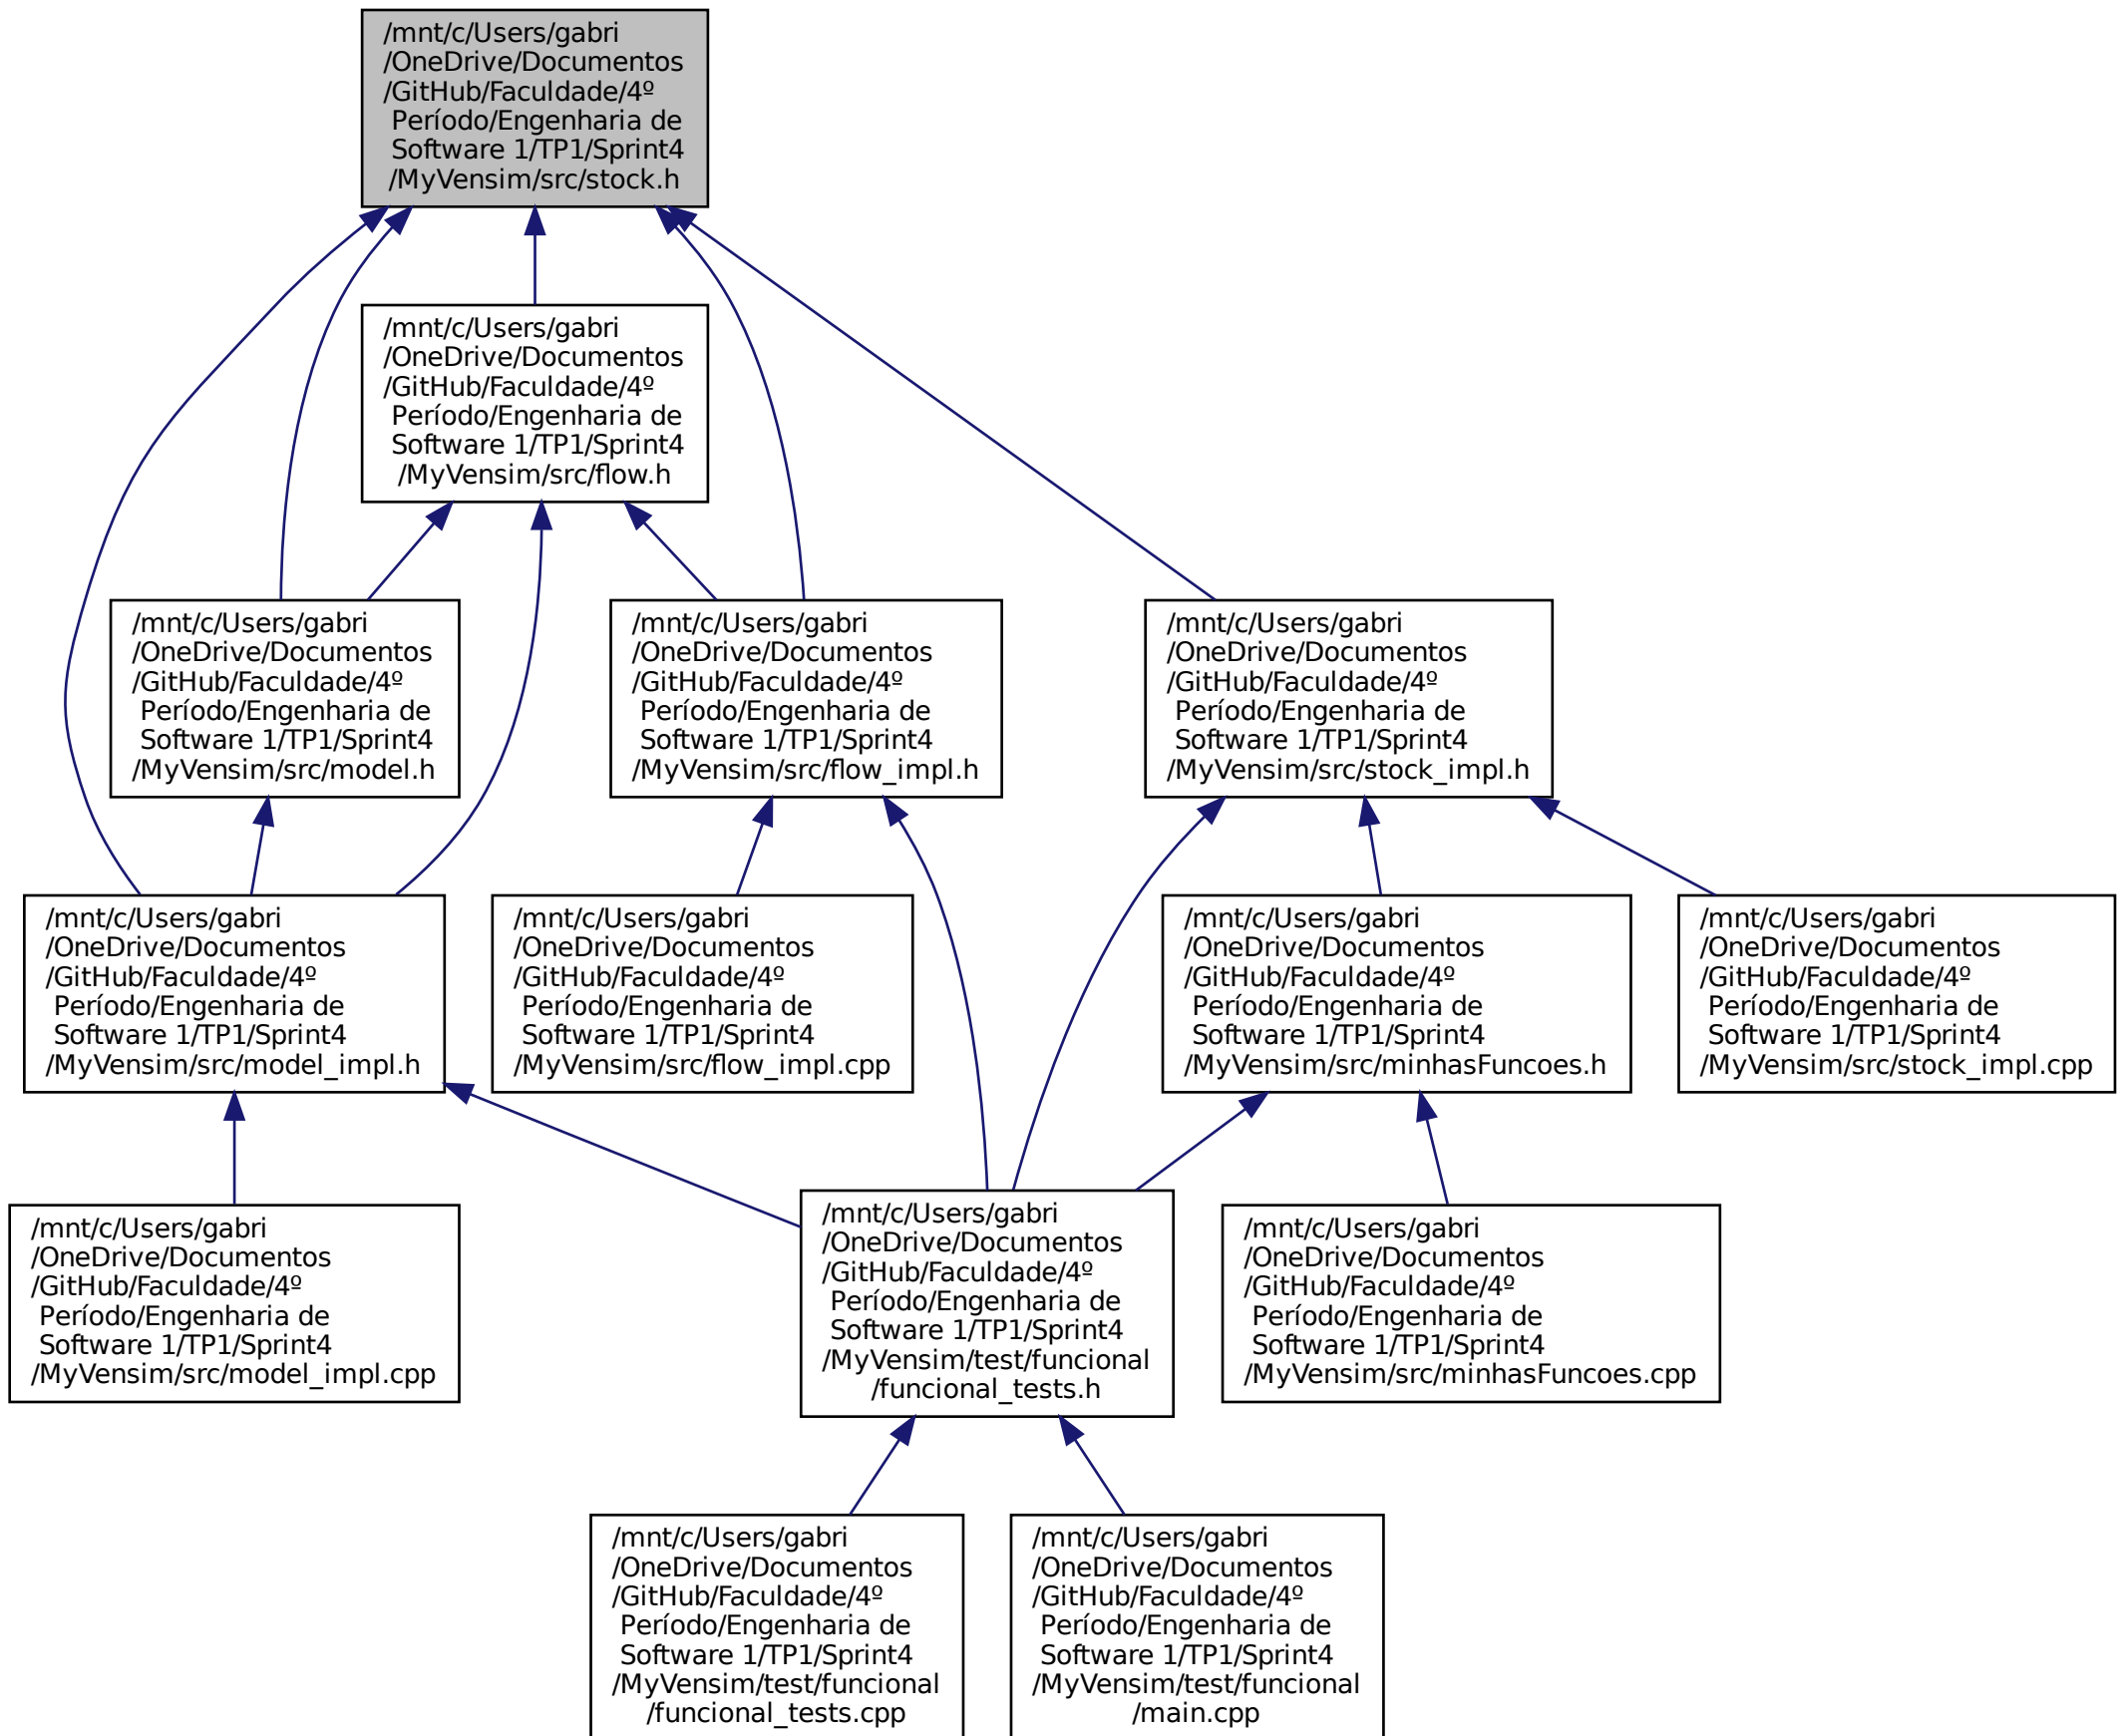 /mnt/c/Users/gabri
/OneDrive/Documentos
/GitHub/Faculdade/4º
Período/Engenharia de
Software 1/TP1/Sprint4
/MyVensim/src/stock.h
/mnt/c/Users/gabri
/OneDrive/Documentos
/GitHub/Faculdade/4º
Período/Engenharia de
Software 1/TP1/Sprint4
/MyVensim/src/flow.h
/mnt/c/Users/gabri
/OneDrive/Documentos
/GitHub/Faculdade/4º
Período/Engenharia de
Software 1/TP1/Sprint4
/MyVensim/src/model.h
/mnt/c/Users/gabri
/OneDrive/Documentos
/GitHub/Faculdade/4º
Período/Engenharia de
Software 1/TP1/Sprint4
/MyVensim/src/flow_impl.h
/mnt/c/Users/gabri
/OneDrive/Documentos
/GitHub/Faculdade/4º
Período/Engenharia de
Software 1/TP1/Sprint4
/MyVensim/src/stock_impl.h
/mnt/c/Users/gabri
/OneDrive/Documentos
/GitHub/Faculdade/4º
Período/Engenharia de
Software 1/TP1/Sprint4
/MyVensim/src/model_impl.h
/mnt/c/Users/gabri
/OneDrive/Documentos
/GitHub/Faculdade/4º
Período/Engenharia de
Software 1/TP1/Sprint4
/MyVensim/src/flow_impl.cpp
/mnt/c/Users/gabri
/OneDrive/Documentos
/GitHub/Faculdade/4º
Período/Engenharia de
Software 1/TP1/Sprint4
/MyVensim/src/minhasFuncoes.h
/mnt/c/Users/gabri
/OneDrive/Documentos
/GitHub/Faculdade/4º
Período/Engenharia de
Software 1/TP1/Sprint4
/MyVensim/src/stock_impl.cpp
/mnt/c/Users/gabri
/OneDrive/Documentos
/GitHub/Faculdade/4º
Período/Engenharia de
Software 1/TP1/Sprint4
/MyVensim/src/model_impl.cpp
/mnt/c/Users/gabri
/OneDrive/Documentos
/GitHub/Faculdade/4º
Período/Engenharia de
Software 1/TP1/Sprint4
/MyVensim/test/funcional
/funcional_tests.h
/mnt/c/Users/gabri
/OneDrive/Documentos
/GitHub/Faculdade/4º
Período/Engenharia de
Software 1/TP1/Sprint4
/MyVensim/src/minhasFuncoes.cpp
/mnt/c/Users/gabri
/OneDrive/Documentos
/GitHub/Faculdade/4º
Período/Engenharia de
Software 1/TP1/Sprint4
/MyVensim/test/funcional
/funcional_tests.cpp
/mnt/c/Users/gabri
/OneDrive/Documentos
/GitHub/Faculdade/4º
Período/Engenharia de
Software 1/TP1/Sprint4
/MyVensim/test/funcional
/main.cpp